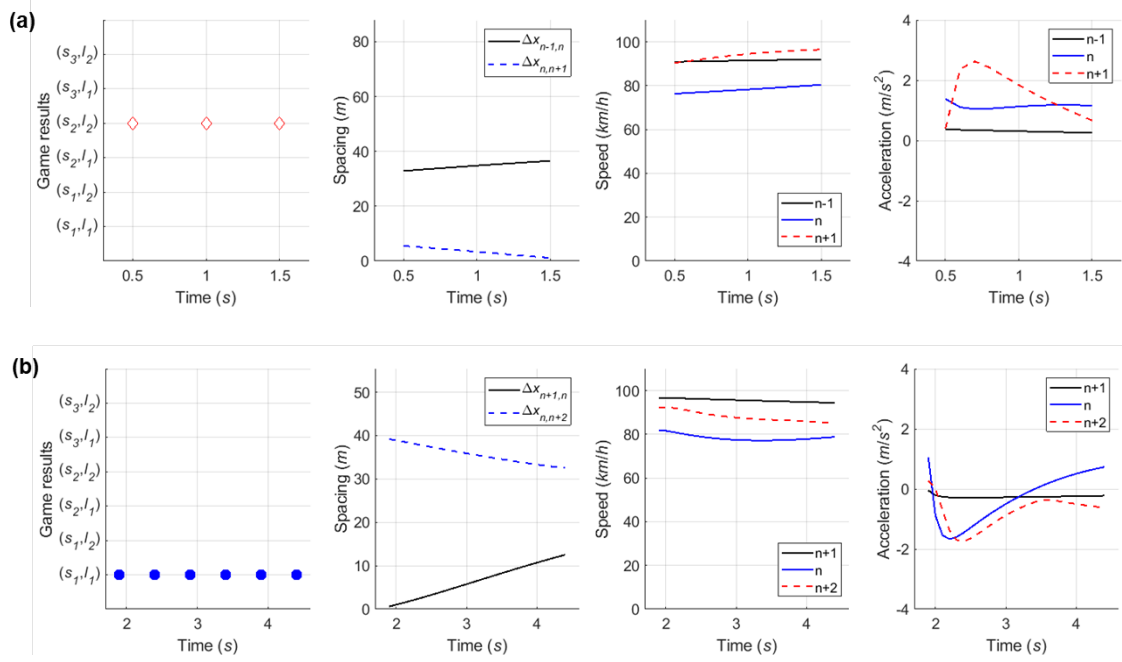 (a)
Game results
(s3,l2)
(s3,l1)
(s2,l2)
(s2,l1)
(s1,l2)
(s1,l1)
0.5 1 1.5
Time (s)
Spacing (m)
80
60
40
20
0
Δxn-1,n
Δxn,n+1
0.5 1 1.5
Time (s)
Speed (km/h)
100
80
60
40
20
0
n-1
n
n+1
0.5 1 1.5
Time (s)
Acceleration (m/s2)
4
2
0
-2
-4
n-1
n
n+1
0.5 1 1.5
Time (s)
(b)
Game results
(s3,l2)
(s3,l1)
(s2,l2)
(s2,l1)
(s1,l2)
(s1,l1)
2 3 4
Time (s)
Spacing (m)
50
40
30
20
10
0
Δxn+1,n
Δxn,n+2
2 3 4
Time (s)
Speed (km/h)
100
80
60
40
20
0
n+1
n
n+2
2 3 4
Time (s)
Acceleration (m/s2)
4
2
0
-2
-4
n+1
n
n+2
2 3 4
Time (s)